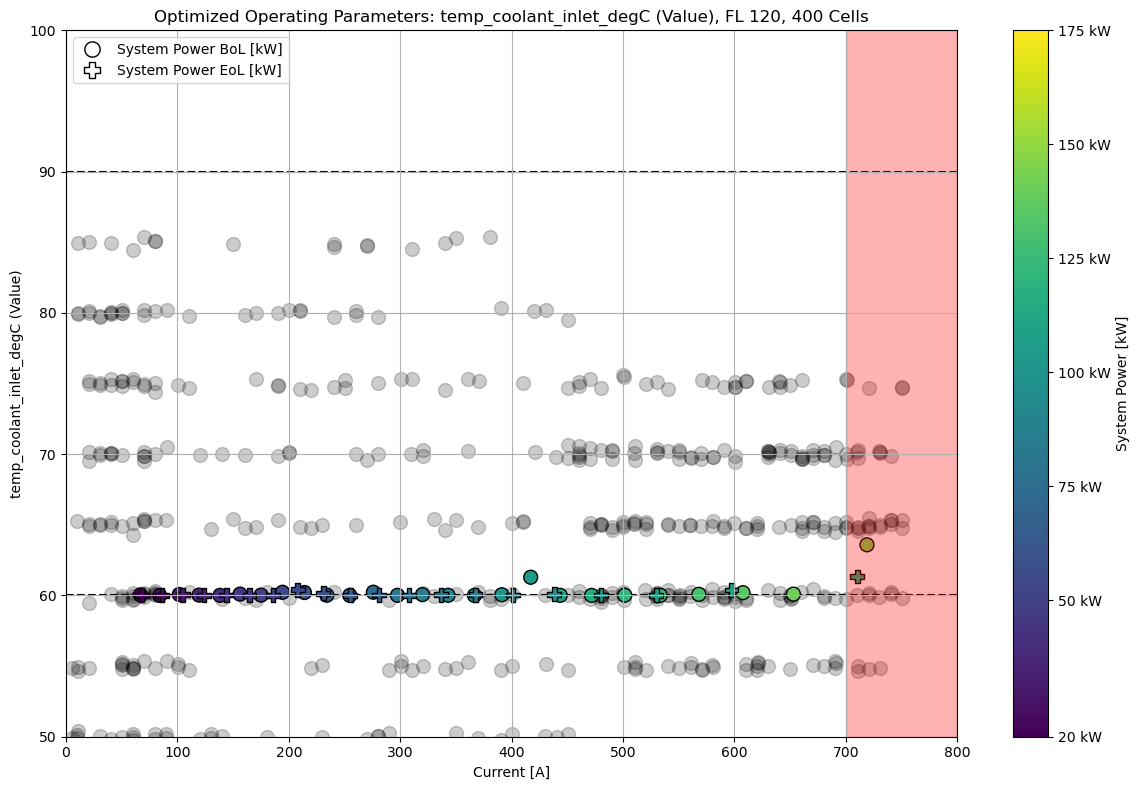 Optimized Operating Parameters: temp_coolant_inlet_degC (Value), FL 120, 400 Cells
System Power BoL [kW]
System Power EoL [kW]
temp_coolant_inlet_degC (Value)
100
90
80
70
60
50
0
100
200
300
400
500
600
700
800
Current [A]
175 kW
150 kW
125 kW
100 kW
75 kW
50 kW
20 kW
System Power [kW]